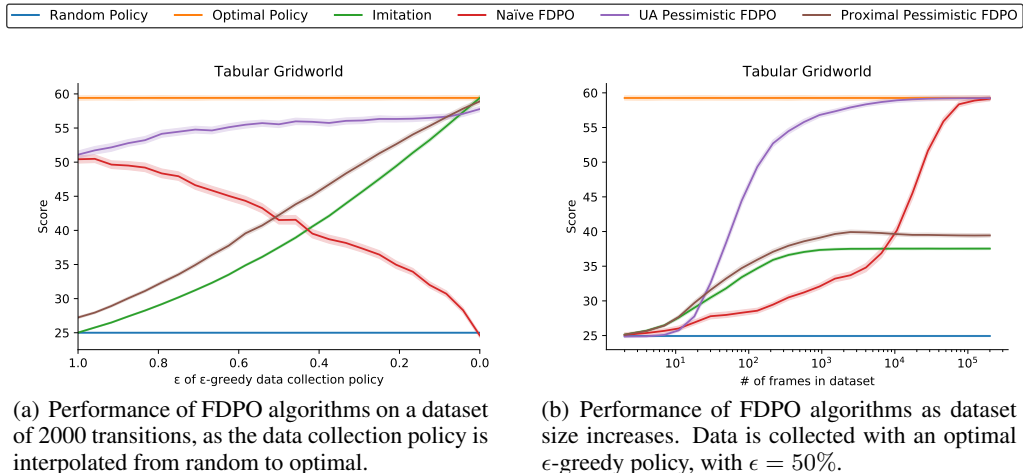 Random Policy Optimal Policy Imitation Naïve FDPO UA Pessimistic FDPO Proximal Pessimistic FDPO
Tabular Gridworld
60
55
50
45
40
35
30
25
Score
1.0 0.8 0.6 0.4 0.2 0.0
ε of ε-greedy data collection policy
(a) Performance of FDPO algorithms on a dataset
of 2000 transitions, as the data collection policy is
interpolated from random to optimal.
Tabular Gridworld
60
55
50
45
40
35
30
25
Score
10¹ 10² 10³ 10⁴ 10⁵
# of frames in dataset
(b) Performance of FDPO algorithms as dataset
size increases. Data is collected with an optimal
ϵ-greedy policy, with ϵ = 50%.